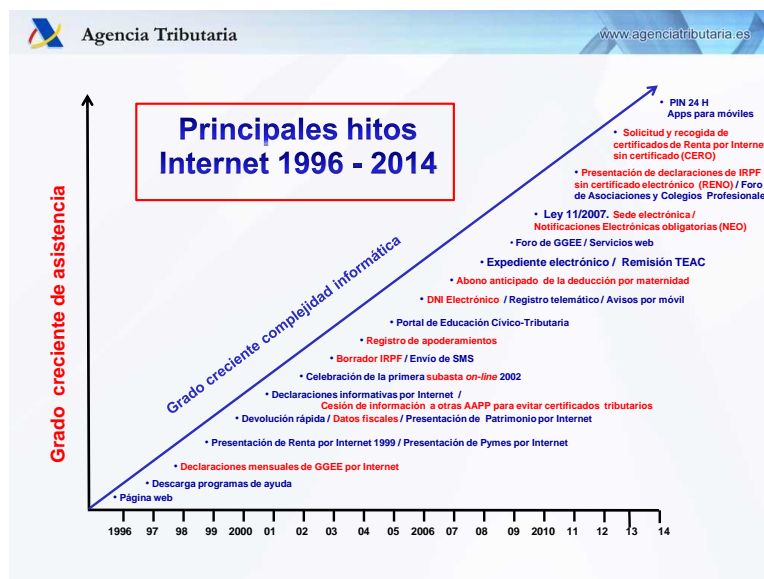 Agencia Tributaria
www.agenciatributaria.es
Principales hitos
Internet 1996 - 2014
Grado creciente de asistencia
Grado creciente complejidad informática
• PIN 24 H
Apps para móviles
• Solicitud y recogida de
certificados de Renta por Interne
sin certificado (CERO)
• Presentación de declaraciones de IRPF
sin certificado electrónico (RENO) / Foro
de Asociaciones y Colegios Profesionale
• Ley 11/2007. Sede electrónica /
Notificaciones Electrónicas obligatorias (NEO)
• Foro de GGEE / Servicios web
• Expediente electrónico / Remisión TEAC
• Abono anticipado de la deducción por maternidad
• DNI Electrónico / Registro telemático / Avisos por móvil
• Portal de Educación Cívico-Tributaria
• Registro de apoderamientos
• Borrador IRPF / Envío de SMS
• Celebración de la primera subasta on-line 2002
• Declaraciones informativas por Internet /
Cesión de información a otras AAPP para evitar certificados tributarios
• Devolución rápida / Datos fiscales / Presentación de Patrimonio por Internet
• Presentación de Renta por Internet 1999 / Presentación de Pymes por Internet
• Declaraciones mensuales de GGEE por Internet
• Descarga programas de ayuda
• Página web
1996 97 98 99 2000 01 02 03 04 05 2006 07 08 09 2010 11 12 13 14